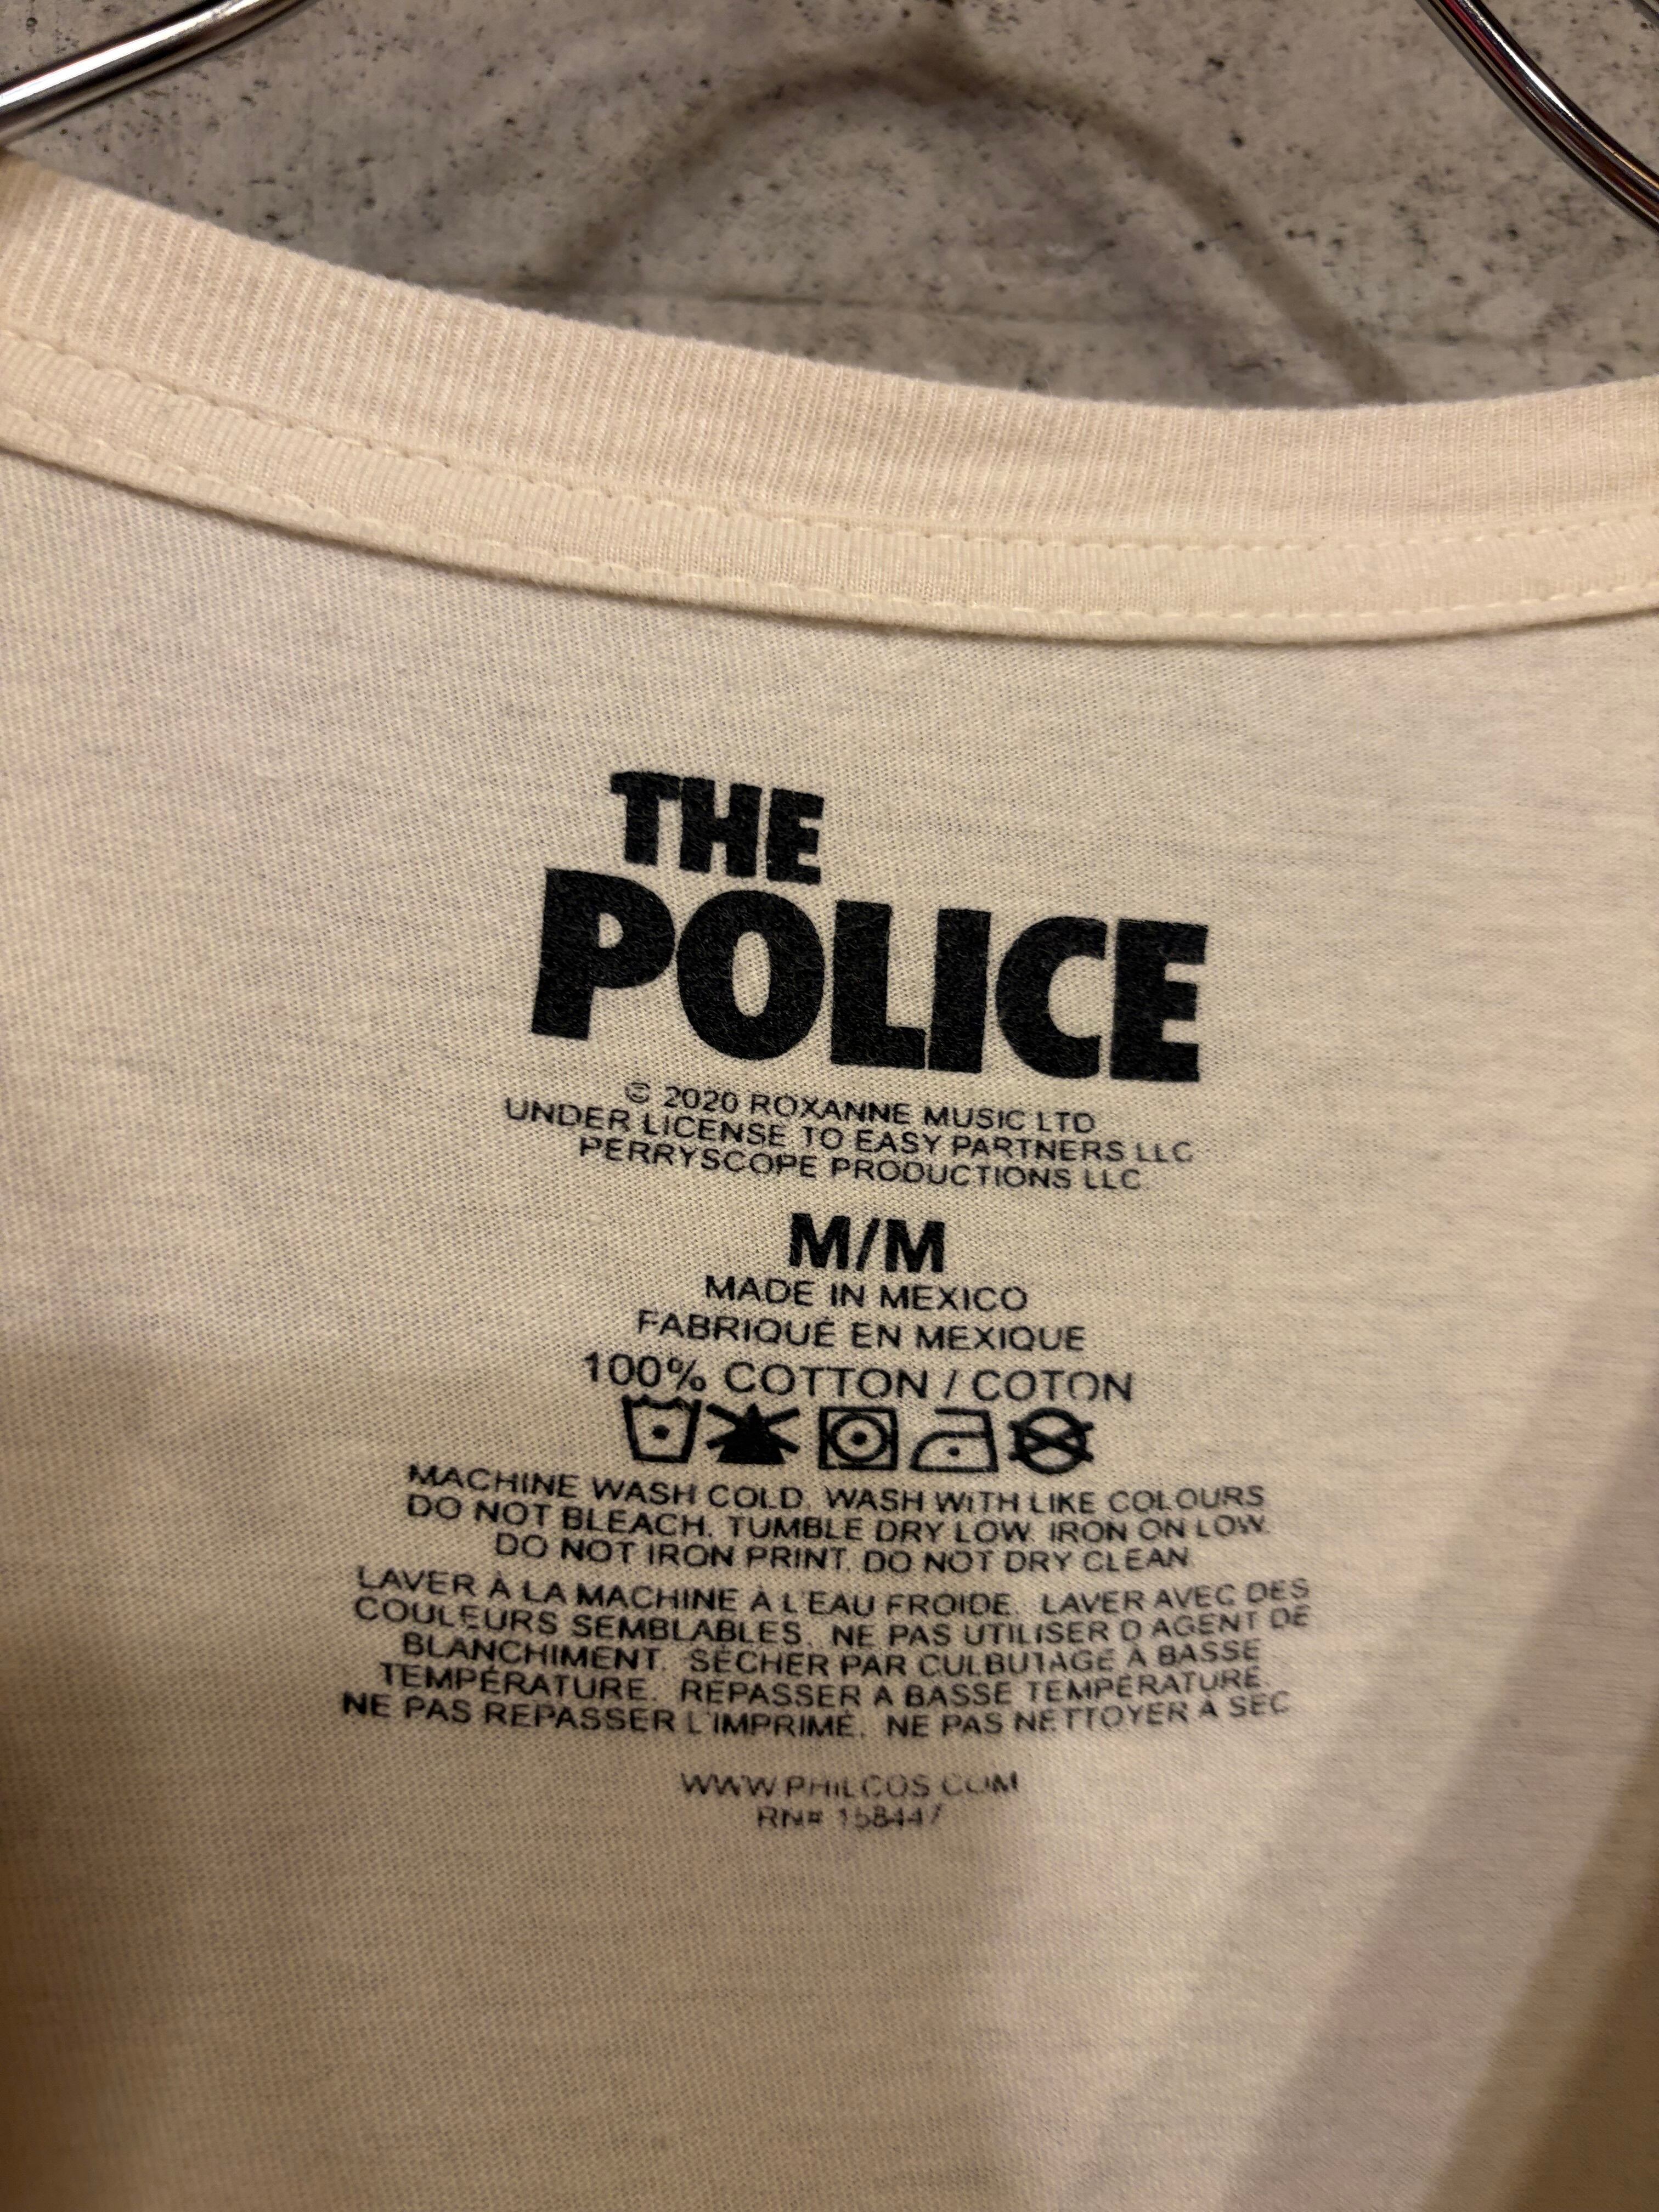 THE
POLICE
© 2020 ROXANNE MUSIC LTD
UNDER LICENSE TO EASY PARTNERS LLC
PERRYSCOPE PRODUCTIONS LLC
M/M
MADE IN MEXICO
FABRIQUÉ EN MEXIQUE
100% COTTON / COTON
MACHINE WASH COLD. WASH WITH LIKE COLOURS
DO NOT BLEACH. TUMBLE DRY LOW. IRON ON LOW.
DO NOT IRON PRINT. DO NOT DRY CLEAN.
LAVER À LA MACHINE À L'EAU FROIDE. LAVER AVEC DES
COULEURS SEMBLABLES. NE PAS UTILISER D'AGENT DE
BLANCHIMENT. SÉCHER PAR CULBUTAGE À BASSE
TEMPÉRATURE. REPASSER A BASSE TEMPÉRATURE.
NE PAS REPASSER L'IMPRIMÉ. NE PAS NETTOYER À SEC
WWW.PHILCOS.COM
RN# 158447